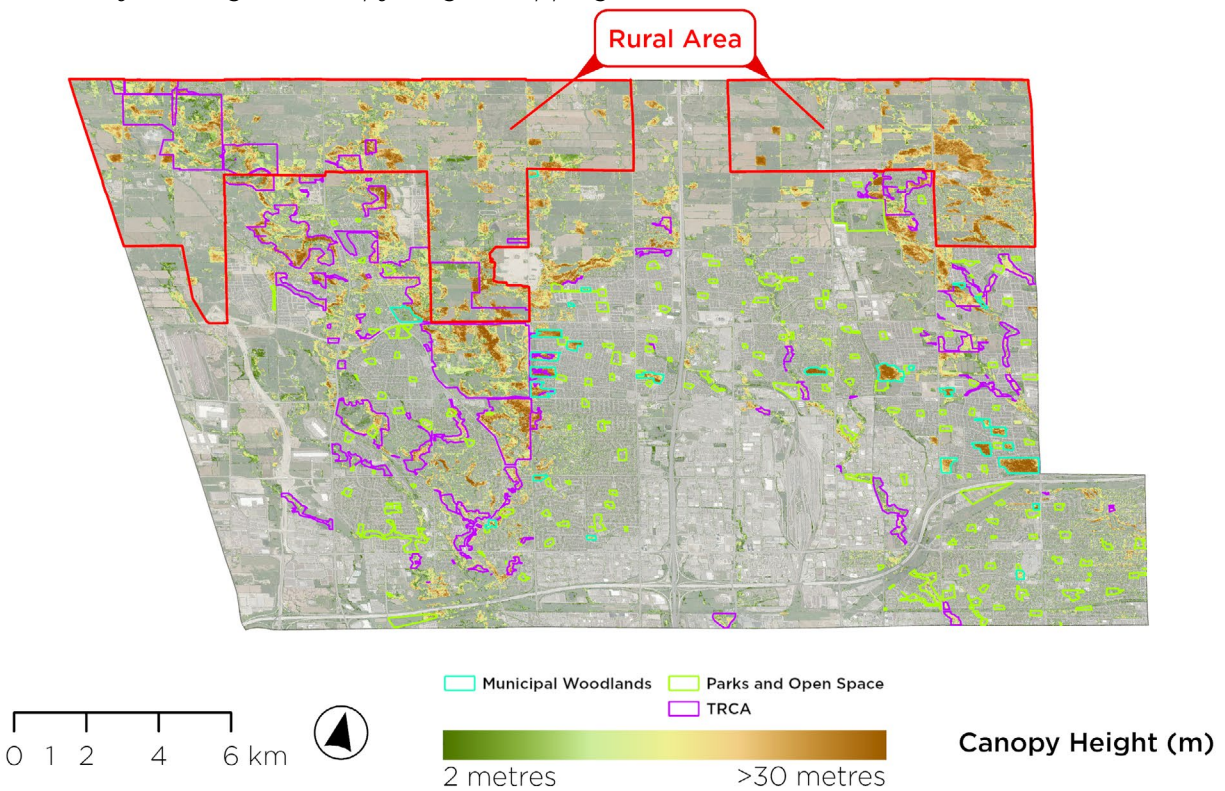 Rural Area
Municipal Woodlands
Parks and Open Space
TRCA
0 1 2 4 6 km
2 metres
>30 metres
Canopy Height (m)